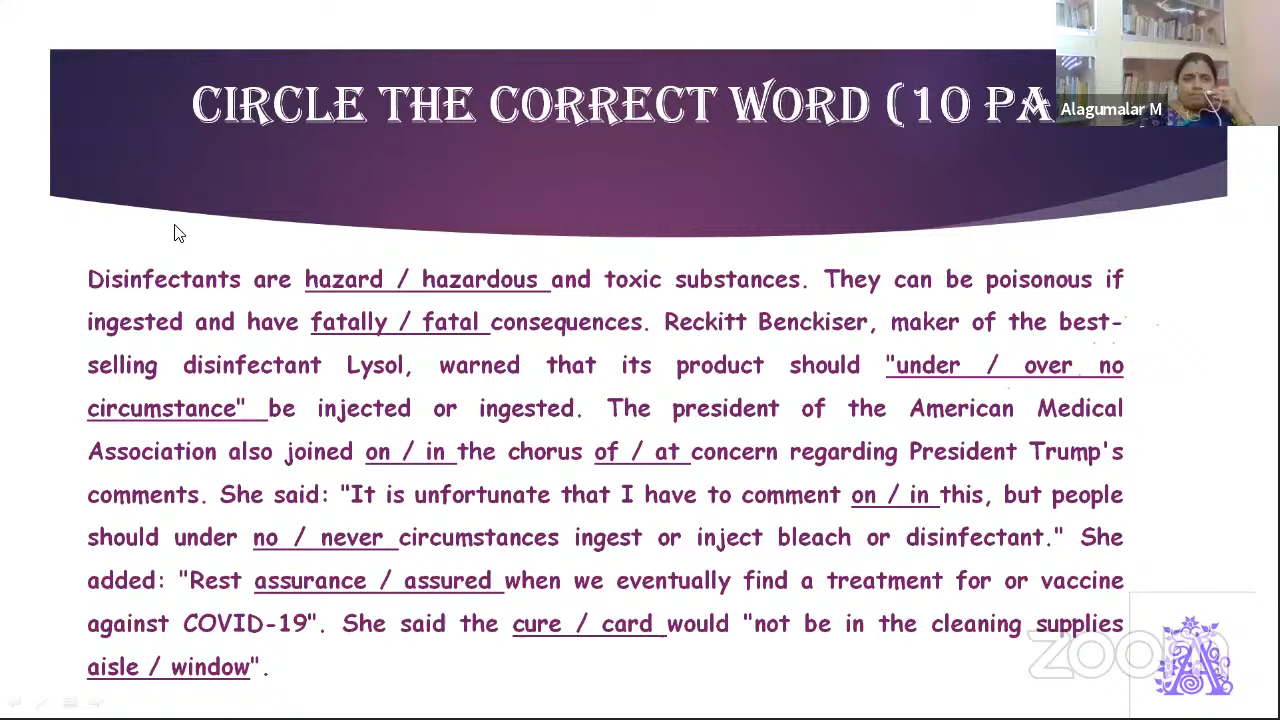 CIRCLE THE CORRECT WORD (10 PA
Alagumalar M
Disinfectants are hazard / hazardous and toxic substances. They can be poisonous if
ingested and have fatally / fatal consequences. Reckitt Benckiser, maker of the best-
selling disinfectant Lysol, warned that its product should "under / over no
circumstance" be injected or ingested. The president of the American Medical
Association also joined on / in the chorus of / at concern regarding President Trump's
comments. She said: "It is unfortunate that I have to comment on / in this, but people
should under no / never circumstances ingest or inject bleach or disinfectant." She
added: "Rest assurance / assured when we eventually find a treatment for or vaccine
against COVID-19". She said the cure / card would "not be in the cleaning supplies
aisle / window".
zoom
A